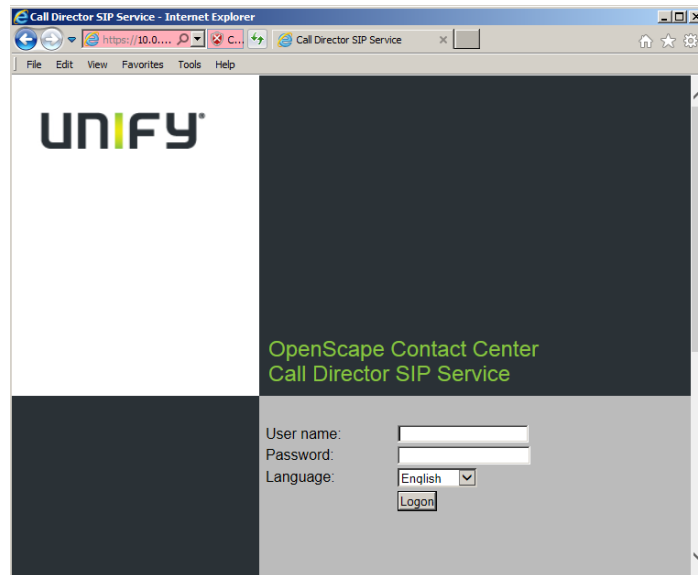 Call Director SIP Service - Internet Explorer
https://10.0.... C... Call Director SIP Service
File Edit View Favorites Tools Help
UNIFY
OpenScape Contact Center
Call Director SIP Service
User name:
Password:
Language: English
Logon